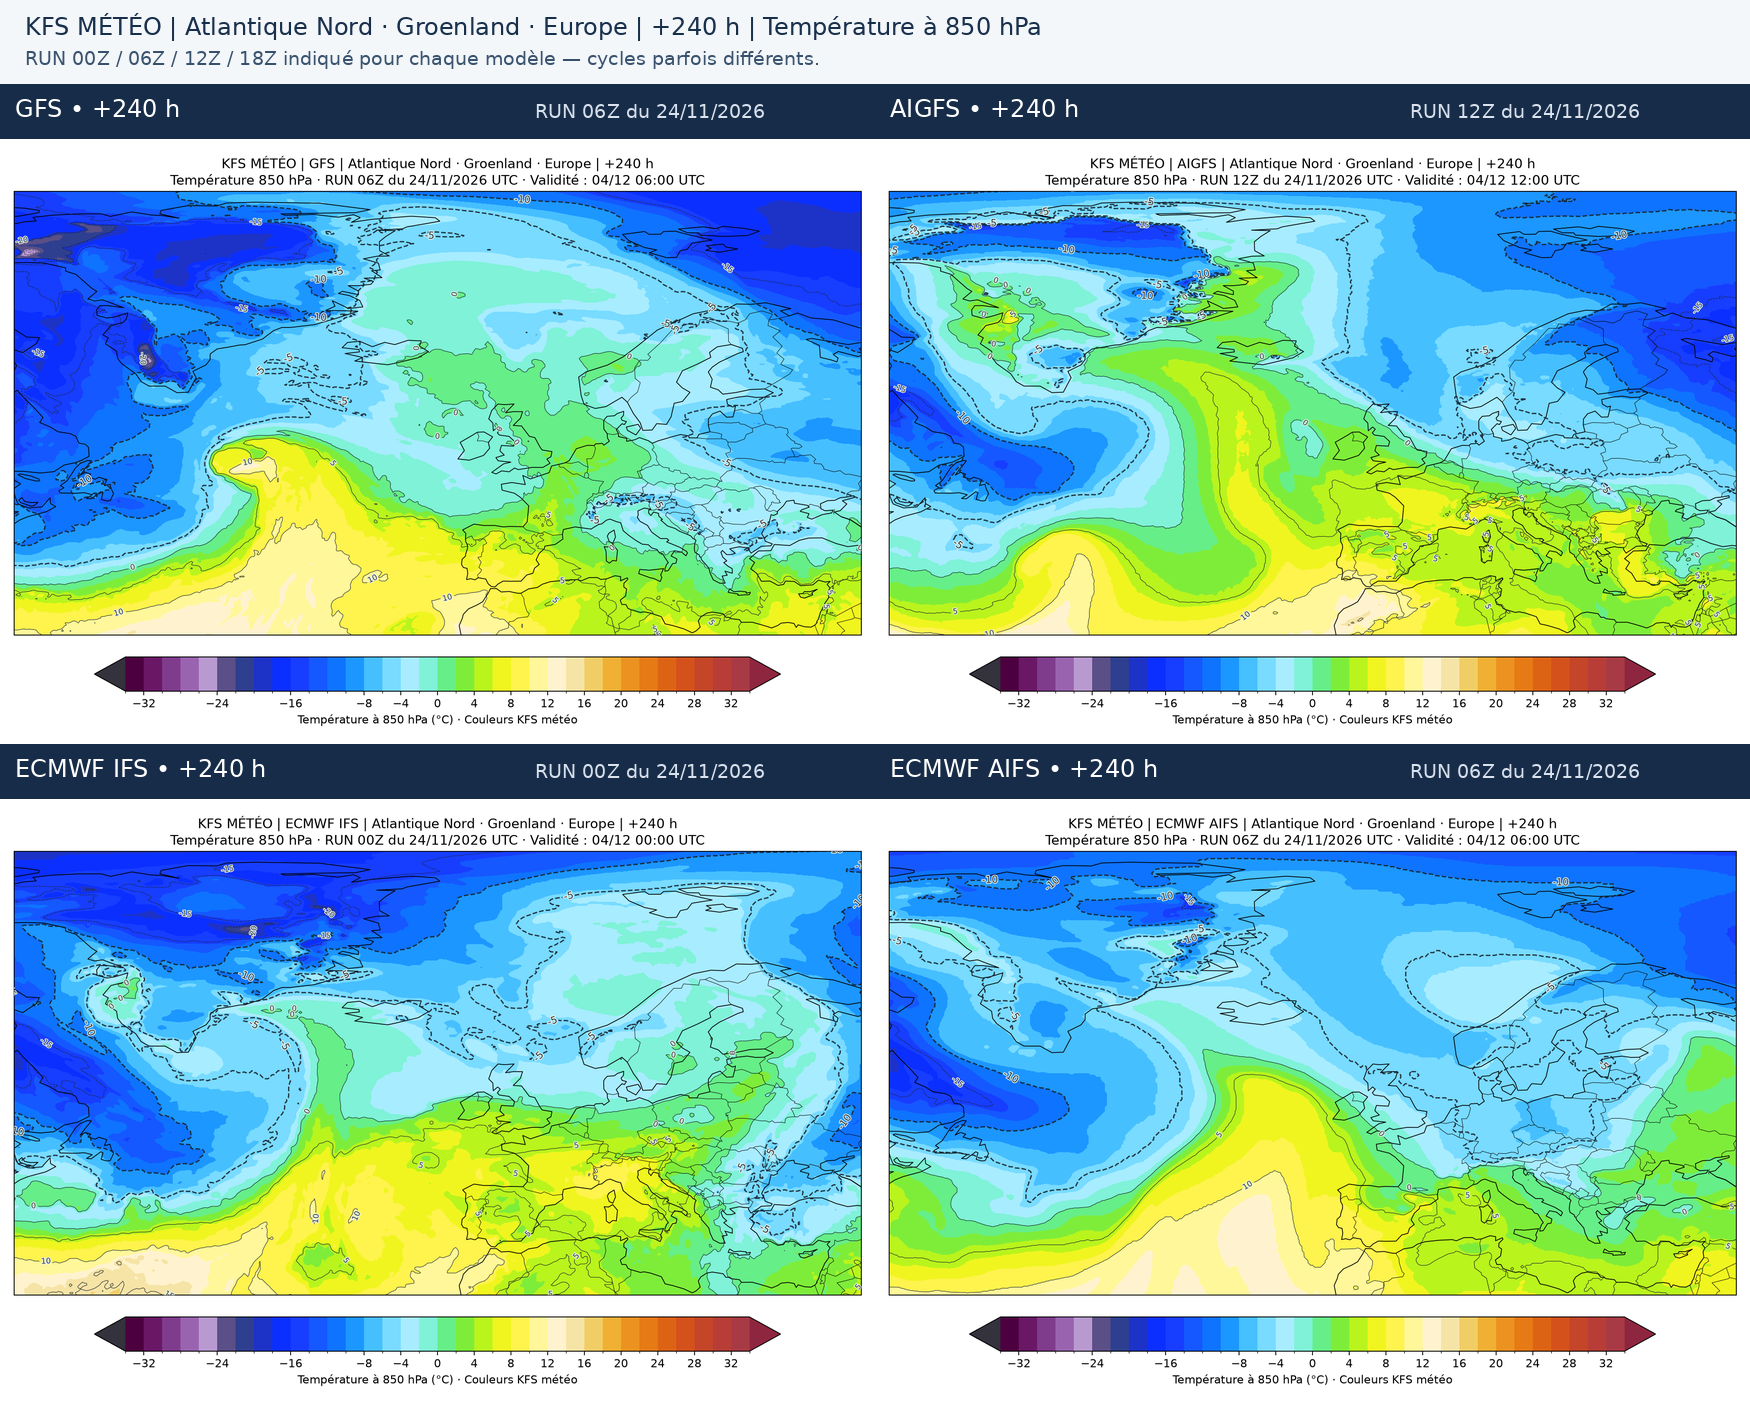 KFS MÉTÉO | Atlantique Nord · Groenland · Europe | +240 h | Température à 850 hPa
RUN 00Z / 06Z / 12Z / 18Z indiqué pour chaque modèle — cycles parfois différents.
GFS • +240 h
RUN 06Z du 24/11/2026
AIGFS • +240 h
RUN 12Z du 24/11/2026
KFS MÉTÉO | GFS | Atlantique Nord · Groenland · Europe | +240 h
Température 850 hPa · RUN 06Z du 24/11/2026 UTC · Validité : 04/12 06:00 UTC
KFS MÉTÉO | AIGFS | Atlantique Nord · Groenland · Europe | +240 h
Température 850 hPa · RUN 12Z du 24/11/2026 UTC · Validité : 04/12 12:00 UTC
−32 −24 −16 −8 −4 0 4 8 12 16 20 24 28 32
Température à 850 hPa (°C) · Couleurs KFS météo
−32 −24 −16 −8 −4 0 4 8 12 16 20 24 28 32
Température à 850 hPa (°C) · Couleurs KFS météo
ECMWF IFS • +240 h
RUN 00Z du 24/11/2026
ECMWF AIFS • +240 h
RUN 06Z du 24/11/2026
KFS MÉTÉO | ECMWF IFS | Atlantique Nord · Groenland · Europe | +240 h
Température 850 hPa · RUN 00Z du 24/11/2026 UTC · Validité : 04/12 00:00 UTC
KFS MÉTÉO | ECMWF AIFS | Atlantique Nord · Groenland · Europe | +240 h
Température 850 hPa · RUN 06Z du 24/11/2026 UTC · Validité : 04/12 06:00 UTC
−32 −24 −16 −8 −4 0 4 8 12 16 20 24 28 32
Température à 850 hPa (°C) · Couleurs KFS météo
−32 −24 −16 −8 −4 0 4 8 12 16 20 24 28 32
Température à 850 hPa (°C) · Couleurs KFS météo